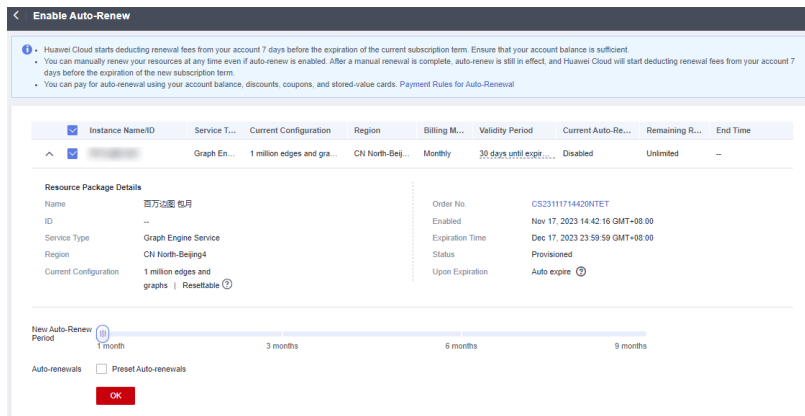 Enable Auto-Renew
Huawei Cloud starts deducting renewal fees from your account 7 days before the expiration of the current subscription term. Ensure that your account balance is sufficient.
You can manually renew your resources at any time even if auto-renew is enabled. After a manual renewal is complete, auto-renew is still in effect, and Huawei Cloud will start deducting renewal fees from your account 7
days before the expiration of the new subscription term.
You can pay for auto-renewal using your account balance, discounts, coupons, and stored-value cards. Payment Rules for Auto-Renewal
Instance Name/ID Service T... Current Configuration Region Billing M... Validity Period Current Auto-Re... Remaining R... End Time
Graph En... 1 million edges and gra... CN North-Beij... Monthly 30 days until expir... Disabled Unlimited --
Resource Package Details
Name 百万边图 包月 Order No. CS23111714420NTET
ID -- Enabled Nov 17, 2023 14:42:16 GMT+08:00
Service Type Graph Engine Service Expiration Time Dec 17, 2023 23:59:59 GMT+08:00
Region CN North-Beijing4 Status Provisioned
Current Configuration 1 million edges and Upon Expiration Auto expire
graphs | Resettable
New Auto-Renew
Period
1 month 3 months 6 months 9 months
Auto-renewals Preset Auto-renewals
OK